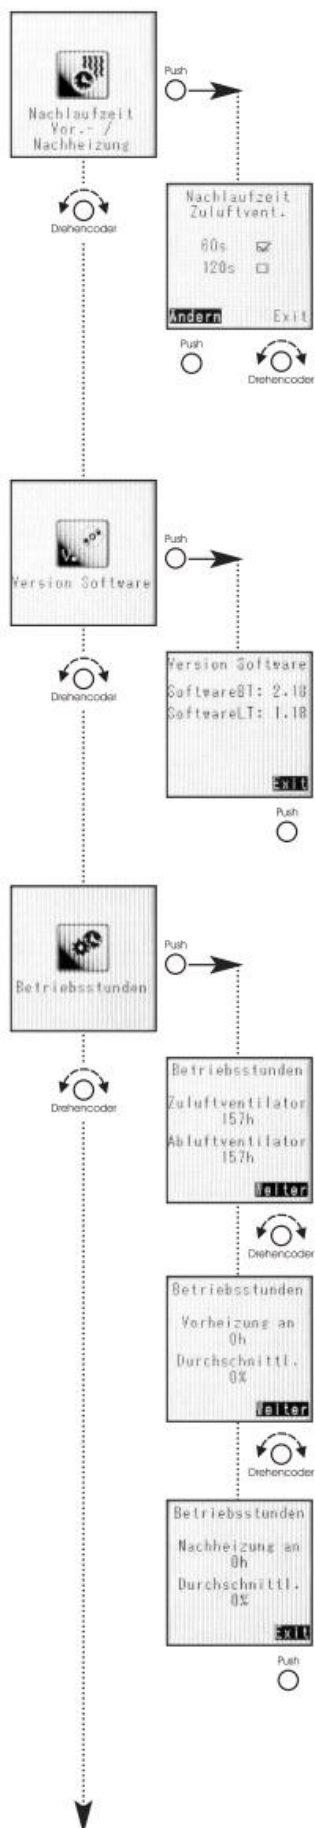 Nachlaufzeit
Vor.- /
Nachheizung
Push
Drehencoder
Nachlaufzeit
Zuluftvent.
60s
120s
Ändern Exit
Push
Drehencoder
Version Software
Push
Drehencoder
Version Software
SoftwareBT: 2.18
SoftwareLT: 1.18
Exit
Push
Betriebsstunden
Push
Drehencoder
Betriebsstunden
Zuluftventilator
157h
Abluftventilator
157h
Weiter
Drehencoder
Betriebsstunden
Vorheizung an
0h
Durchschnittl.
0%
Weiter
Drehencoder
Betriebsstunden
Nachheizung an
0h
Durchschnittl.
0%
Exit
Push